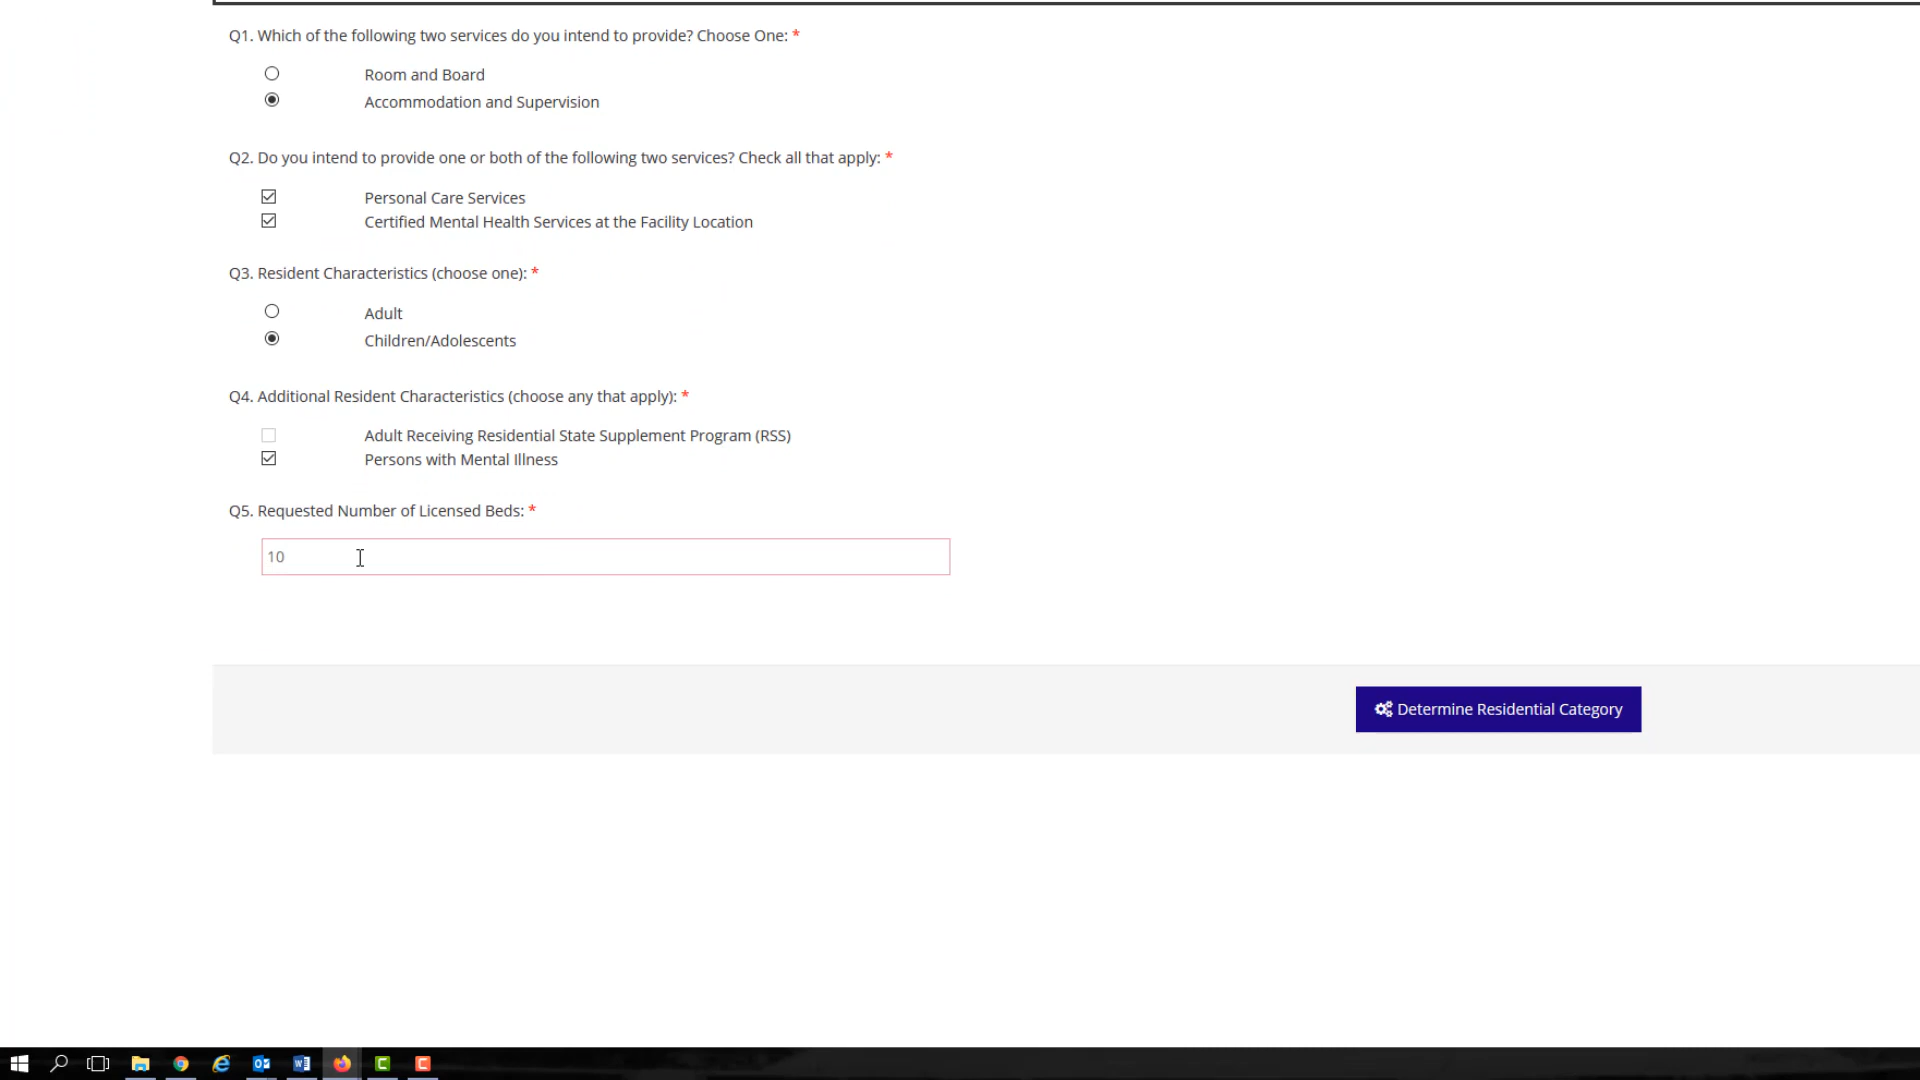 Q1. Which of the following two services do you intend to provide? Choose One: *
Room and Board
Accommodation and Supervision
Q2. Do you intend to provide one or both of the following two services? Check all that apply: *
Personal Care Services
Certified Mental Health Services at the Facility Location
Q3. Resident Characteristics (choose one): *
Adult
Children/Adolescents
Q4. Additional Resident Characteristics (choose any that apply): *
Adult Receiving Residential State Supplement Program (RSS)
Persons with Mental Illness
Q5. Requested Number of Licensed Beds: *
10
Determine Residential Category